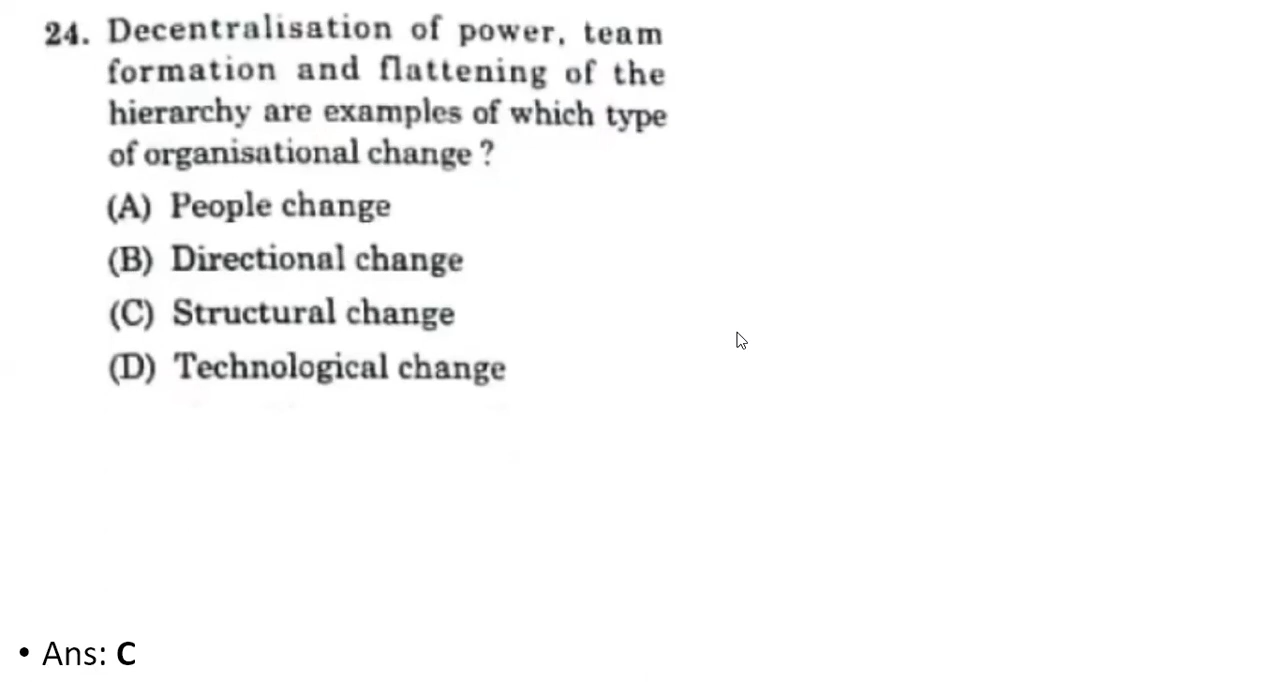 24. Decentralisation of power, team
formation and flattening of the
hierarchy are examples of which type
of organisational change ?
(A) People change
(B) Directional change
(C) Structural change
(D) Technological change
• Ans: C